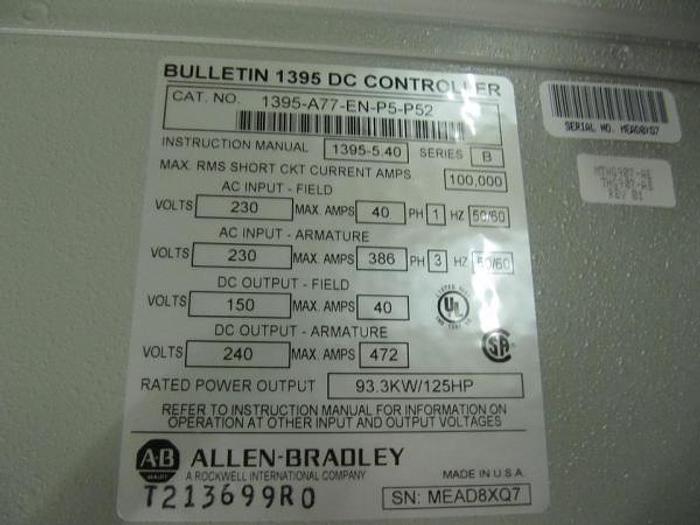 BULLETIN 1395 DC CONTROLLER
CAT. NO. 1395-A77-EN-P5-P52
SERIAL NO. MEAD8XQ7
INSTRUCTION MANUAL 1395-5.40 SERIES B
MAX. RMS SHORT CKT CURRENT AMPS 100,000
AC INPUT - FIELD
VOLTS 230 MAX. AMPS 40 PH 1 HZ 50/60
AC INPUT - ARMATURE
VOLTS 230 MAX. AMPS 386 PH 3 HZ 50/60
DC OUTPUT - FIELD
VOLTS 150 MAX. AMPS 40
LISTED
UL
DC OUTPUT - ARMATURE
VOLTS 240 MAX. AMPS 472
SA
RATED POWER OUTPUT 93.3KW/125HP
REFER TO INSTRUCTION MANUAL FOR INFORMATION ON
OPERATION AT OTHER INPUT AND OUTPUT VOLTAGES
A-B ALLEN-BRADLEY
A ROCKWELL INTERNATIONAL COMPANY
MADE IN U.S.A.
T213699R0
SN: MEAD8XQ7